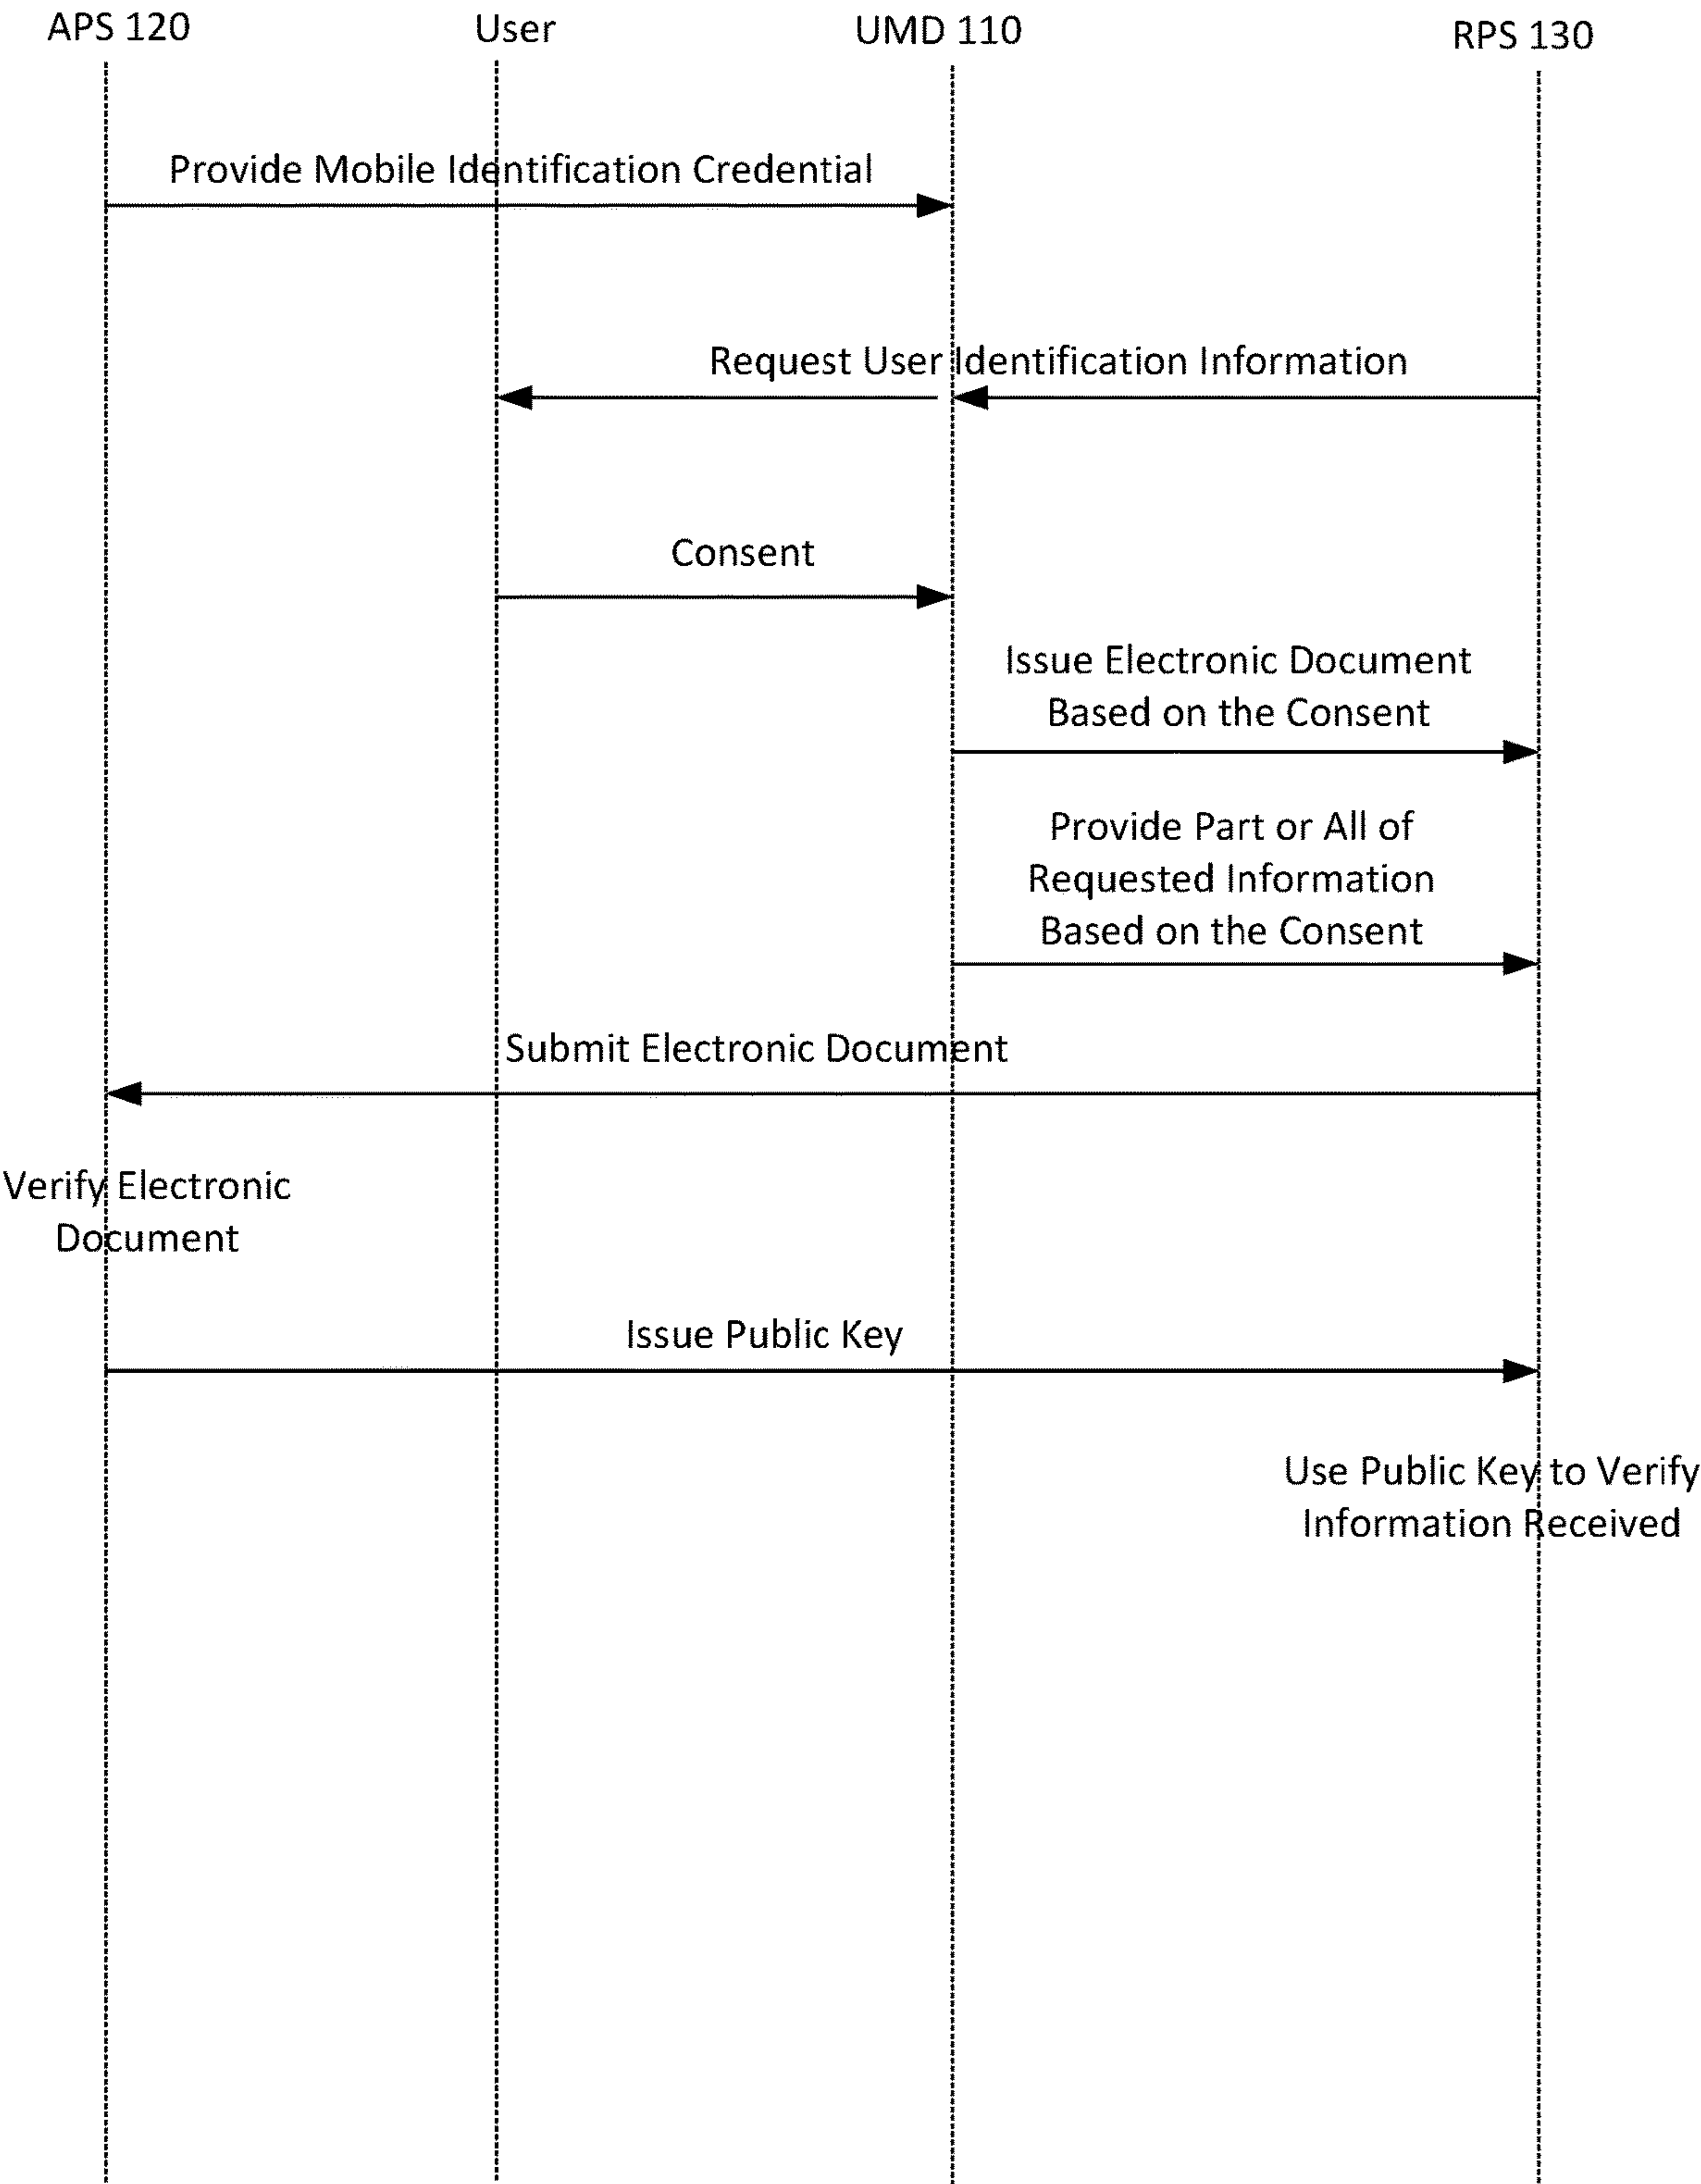 APS 120
User
UMD 110
RPS 130
Provide Mobile Identification Credential
Request User Identification Information
Consent
Issue Electronic Document
Based on the Consent
Provide Part or All of
Requested Information
Based on the Consent
Submit Electronic Document
Verify Electronic
Document
Issue Public Key
Use Public Key to Verify
Information Received